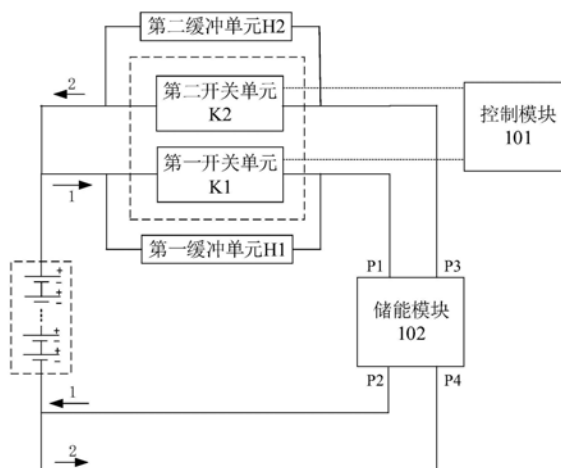 第二缓冲单元H2
2
第二开关单元
K2
控制模块
101
第一开关单元
K1
1
第一缓冲单元H1
P1
P3
储能模块
102
+
-
+
-
+
-
+
-
P2
P4
1
2